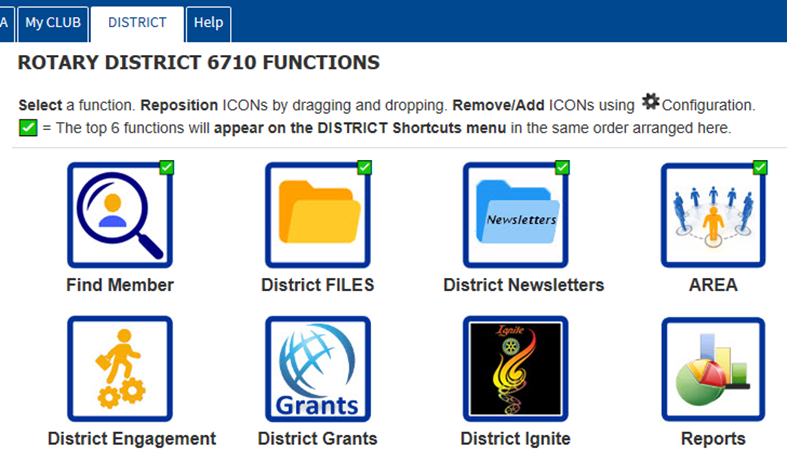 A My CLUB DISTRICT Help
ROTARY DISTRICT 6710 FUNCTIONS
Select a function. Reposition ICONs by dragging and dropping. Remove/Add ICONs using Configuration.
= The top 6 functions will appear on the DISTRICT Shortcuts menu in the same order arranged here.
Newsletters
Find Member District FILES District Newsletters AREA
Grants Ignite
District Engagement District Grants District Ignite Reports